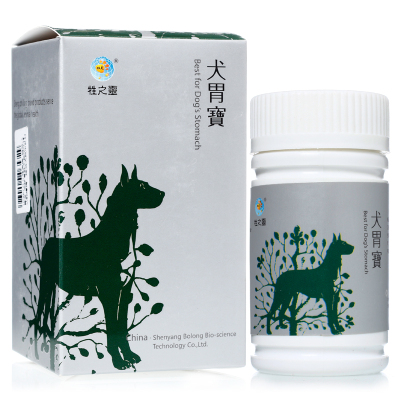 牲之靈
®
犬胃寶
Best for Dog's Stomach
China · Shenyang Bolong Bio-science
Technology Co.,Ltd.
牲之靈
犬胃寶
Best for Dog's Stomach